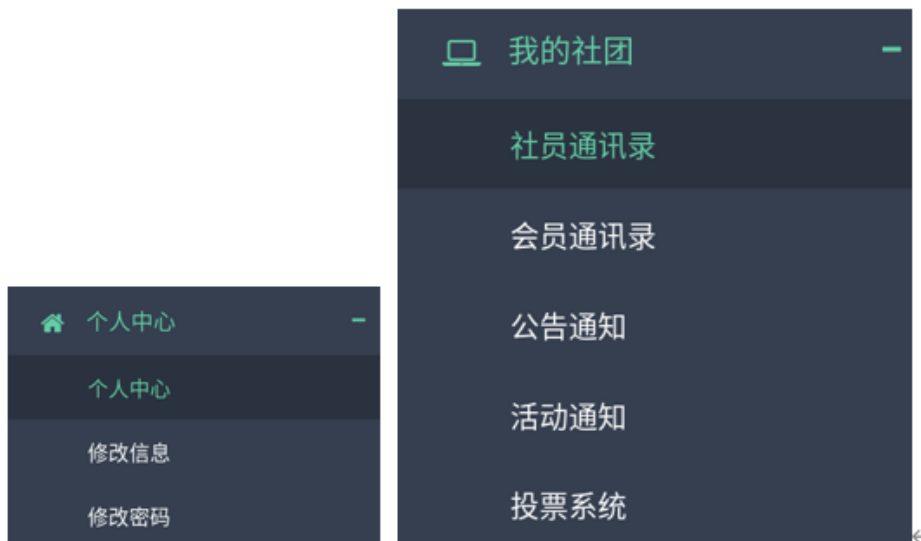 个人中心
个人中心
修改信息
修改密码
我的社团
社员通讯录
会员通讯录
公告通知
活动通知
投票系统